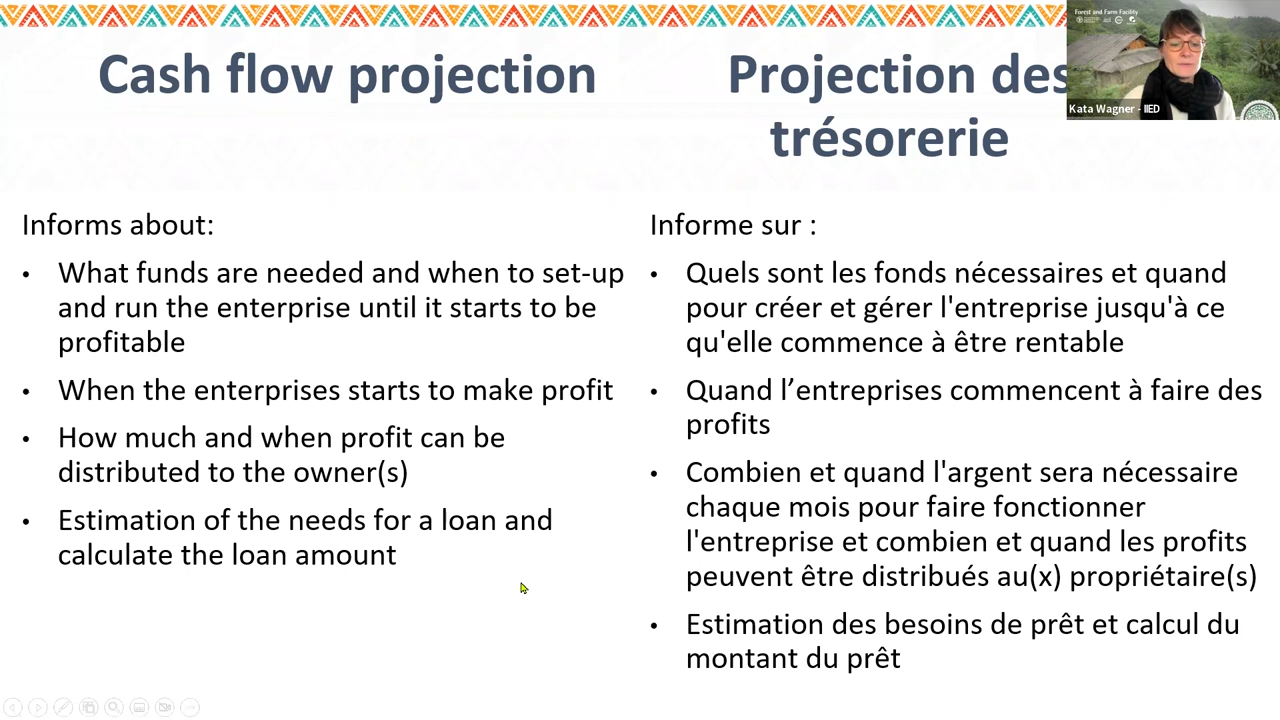 Cash flow projection
Projection des
trésorerie
Forest and Farm Facility
Kata Wagner - IIED
Informs about:
• What funds are needed and when to set-up
and run the enterprise until it starts to be
profitable
• When the enterprises starts to make profit
• How much and when profit can be
distributed to the owner(s)
• Estimation of the needs for a loan and
calculate the loan amount
Informe sur :
• Quels sont les fonds nécessaires et quand
pour créer et gérer l'entreprise jusqu'à ce
qu'elle commence à être rentable
• Quand l’entreprises commencent à faire des
profits
• Combien et quand l'argent sera nécessaire
chaque mois pour faire fonctionner
l'entreprise et combien et quand les profits
peuvent être distribués au(x) propriétaire(s)
• Estimation des besoins de prêt et calcul du
montant du prêt